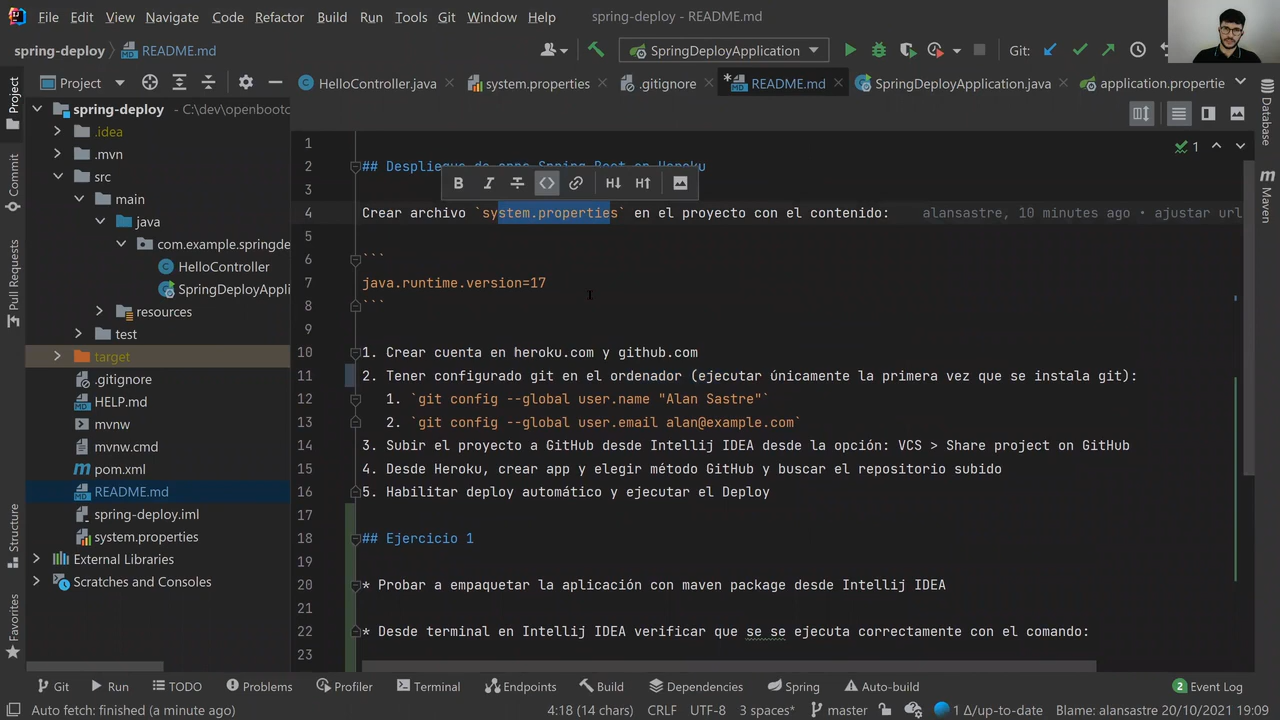 File Edit View Navigate Code Refactor Build Run Tools Git Window Help spring-deploy - README.md
spring-deploy README.md SpringDeployApplication Git:
Project HelloController.java system.properties .gitignore *README.md SpringDeployApplication.java application.propertie
spring-deploy C:\dev\openbootc
.idea
.mvn
src
main
java
com.example.springde
HelloController
SpringDeployAppli
resources
test
target
.gitignore
HELP.md
mvnw
mvnw.cmd
pom.xml
README.md
spring-deploy.iml
system.properties
External Libraries
Scratches and Consoles
Project
Commit
Pull Requests
Structure
Favorites
1
2 ## Despliegue de apps Spring Boot en Heroku
B I S <> H↓ H↑
3
4 Crear archivo `system.properties` en el proyecto con el contenido: alansastre, 10 minutes ago • ajustar url
5
6 ```
7 java.runtime.version=17
8 ```
9
10 1. Crear cuenta en heroku.com y github.com
11 2. Tener configurado git en el ordenador (ejecutar únicamente la primera vez que se instala git):
12 1. `git config --global user.name "Alan Sastre"`
13 2. `git config --global user.email alan@example.com`
14 3. Subir el proyecto a GitHub desde Intellij IDEA desde la opción: VCS > Share project on GitHub
15 4. Desde Heroku, crear app y elegir método GitHub y buscar el repositorio subido
16 5. Habilitar deploy automático y ejecutar el Deploy
17
18 ## Ejercicio 1
19
20 * Probar a empaquetar la aplicación con maven package desde Intellij IDEA
21
22 * Desde terminal en Intellij IDEA verificar que se se ejecuta correctamente con el comando:
23
1
Database
Maven
Git Run TODO Problems Profiler Terminal Endpoints Build Dependencies Spring Auto-build 2 Event Log
Auto fetch: finished (a minute ago) 4:18 (14 chars) CRLF UTF-8 3 spaces* master 1 Δ/up-to-date Blame: alansastre 20/10/2021 09:09